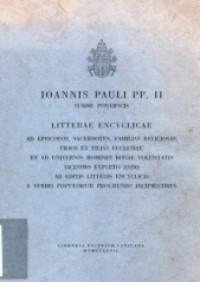 IOANNIS PAULI PP. II
SUMMI PONTIFICIS
LITTERAE ENCYCLICAE
AD EPISCOPOS, SACERDOTES, FAMILIAS RELIGIOSAS,
FILIOS ET FILIAS ECCLESIAE
ET AD UNIVERSOS HOMINES BONAE VOLUNTATIS
VICESIMO EXPLETO ANNO
AB EDITIS LITTERIS ENCYCLICIS
A VERBIS POPULORUM PROGRESSIO INCIPIENTIBUS
LIBRERIA EDITRICE VATICANA